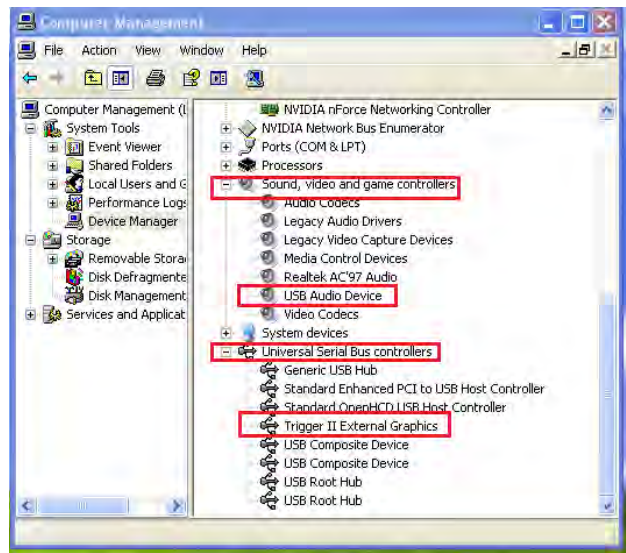 Computer Management
File Action View Window Help
Computer Management (L
System Tools
Event Viewer
Shared Folders
Local Users and G
Performance Logs
Device Manager
Storage
Removable Stora
Disk Defragmente
Disk Management
Services and Applicat
NVIDIA nForce Networking Controller
NVIDIA Network Bus Enumerator
Ports (COM & LPT)
Processors
Sound, video and game controllers
Audio Codecs
Legacy Audio Drivers
Legacy Video Capture Devices
Media Control Devices
Realtek AC'97 Audio
USB Audio Device
Video Codecs
System devices
Universal Serial Bus controllers
Generic USB Hub
Standard Enhanced PCI to USB Host Controller
Standard OpenHCD USB Host Controller
Trigger II External Graphics
USB Composite Device
USB Composite Device
USB Root Hub
USB Root Hub